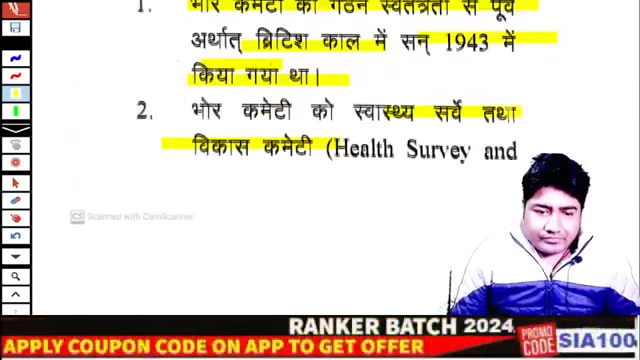 1. भोर कमेटी का गठन स्वतंत्रता से पूर्व
अर्थात् ब्रिटिश काल में सन् 1943 में
किया गया था।
2. भोर कमेटी को स्वास्थ्य सर्वे तथा
विकास कमेटी (Health Survey and
CS Scanned with CamScanner
RANKER BATCH 2024
APPLY COUPON CODE ON APP TO GET OFFER
PROMO CODE
SIA100